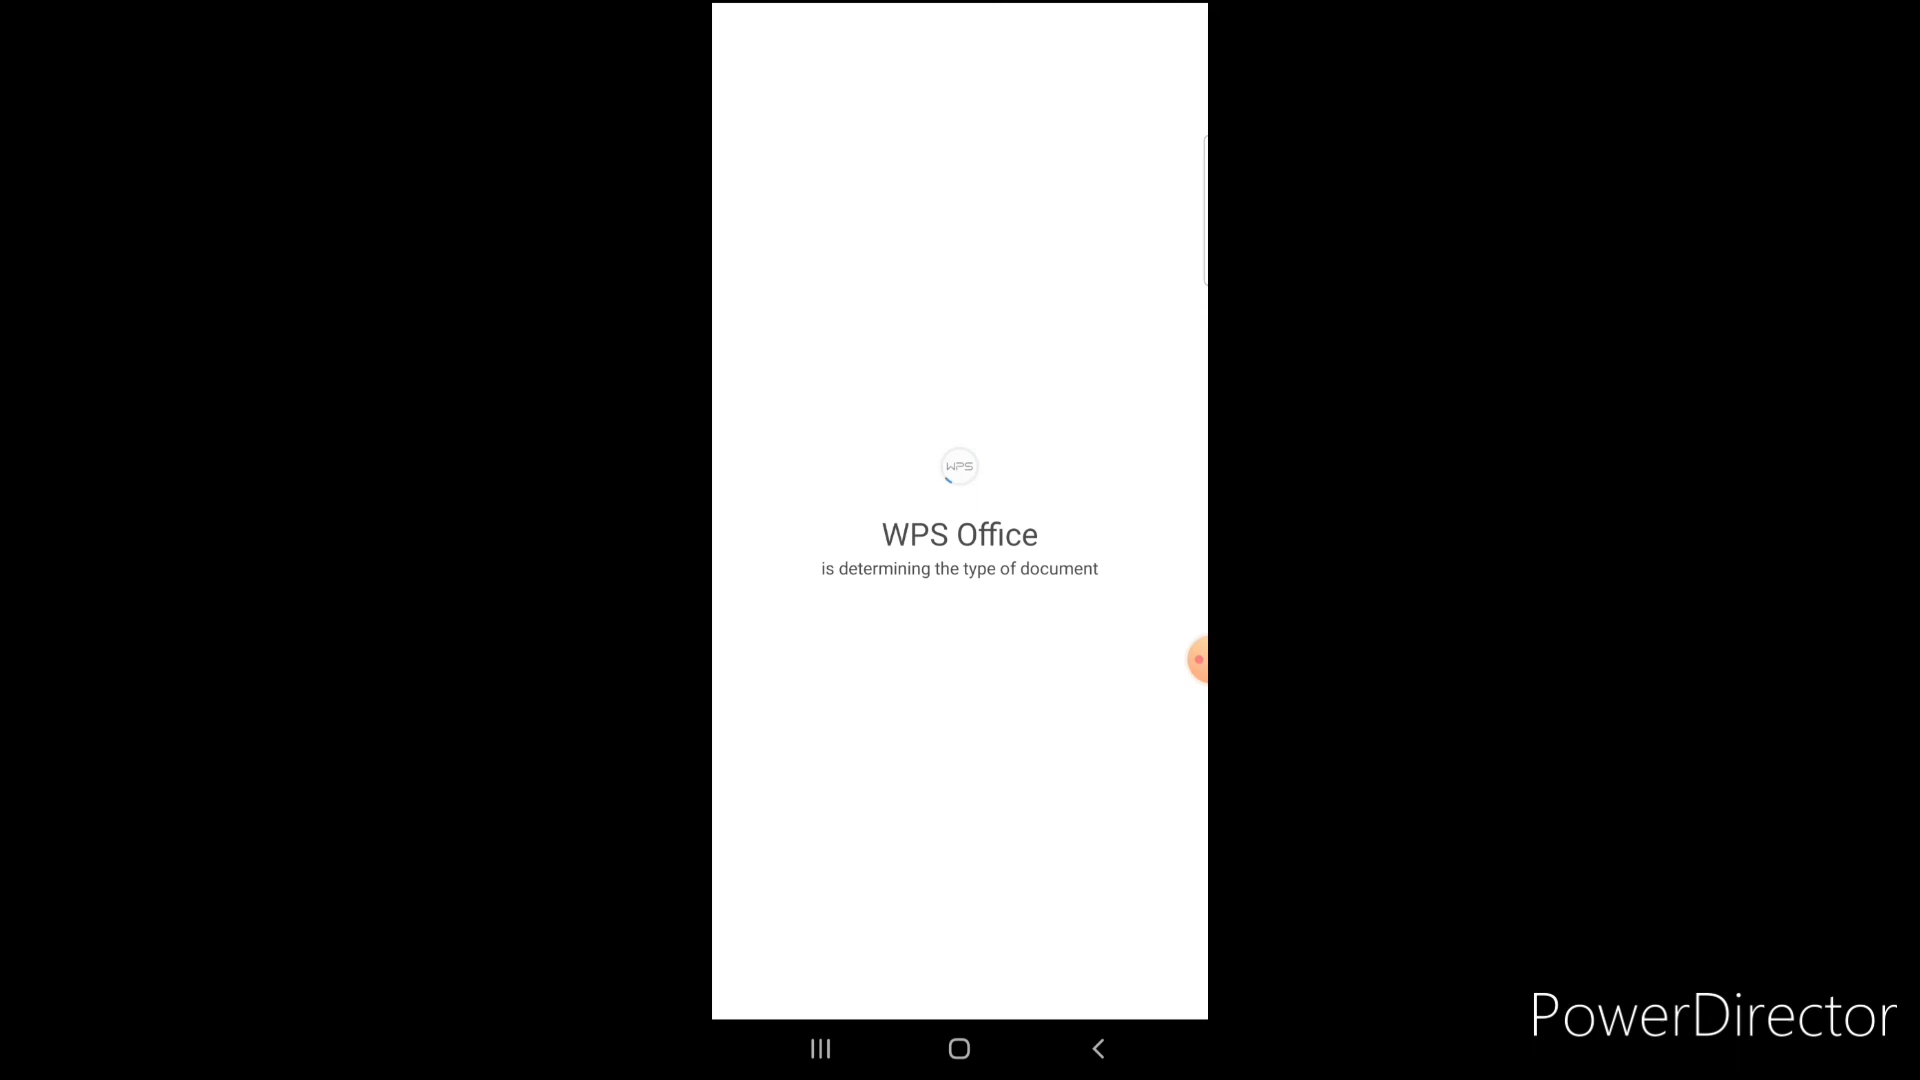 WPS
WPS Office
is determining the type of document
PowerDirector